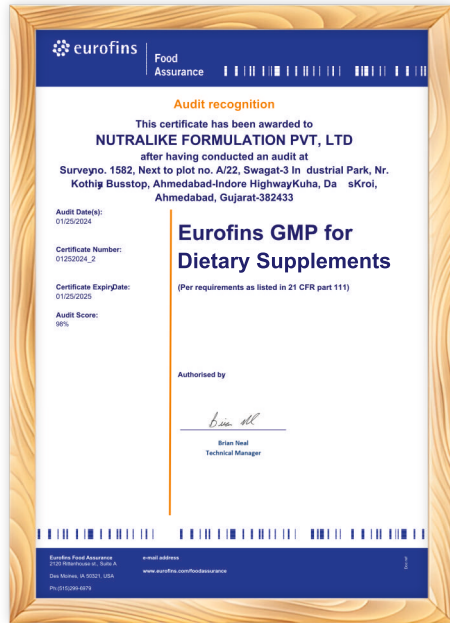 eurofins
Food
Assurance
Audit recognition
This certificate has been awarded to
NUTRALIKE FORMULATION PVT, LTD
after having conducted an audit at
Surveyno. 1582, Next to plot no. A/22, Swagat-3 In dustrial Park, Nr.
Busstop, Ahmedabad-Indore HighwayKuha, Da sKroi,
Ahmedabad, Gujarat-382433
Audit Date(s):
01/25/2024
Certificate Number:
01252024_2
Certificate ExpiryDate:
01/25/2025
Audit Score:
98%
Eurofins GMP for
Dietary Supplements
(Per requirements as listed in 21 CFR part 111)
Authorised by
Brian Neal
Technical Manager
Eurofins Food Assurance
2120 Rittenhouse st., Suite A
Des Moines, IA 50321, USA
Ph:(515)299-6979
e-mail address
www.eurofins.com/foodassurance